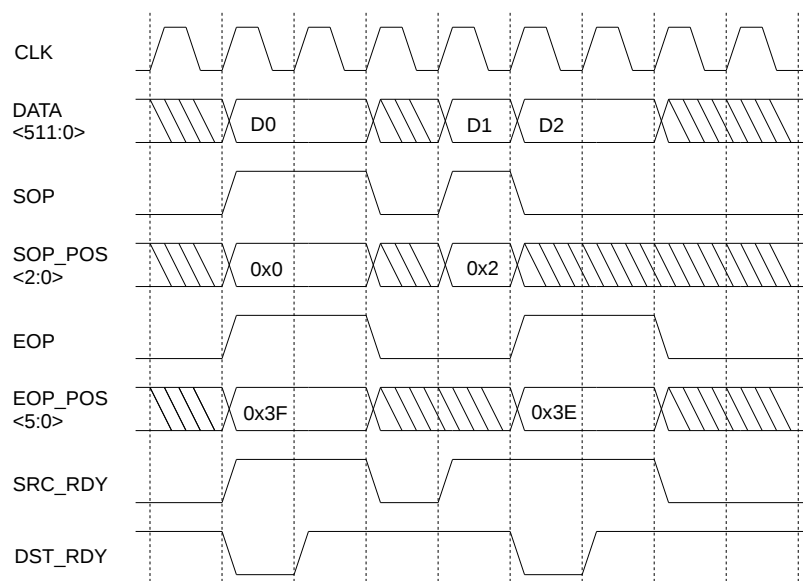 CLK
DATA
<511:0>
D0
D1
D2
SOP
SOP_POS
<2:0>
0x0
0x2
EOP
EOP_POS
<5:0>
0x3F
0x3E
SRC_RDY
DST_RDY